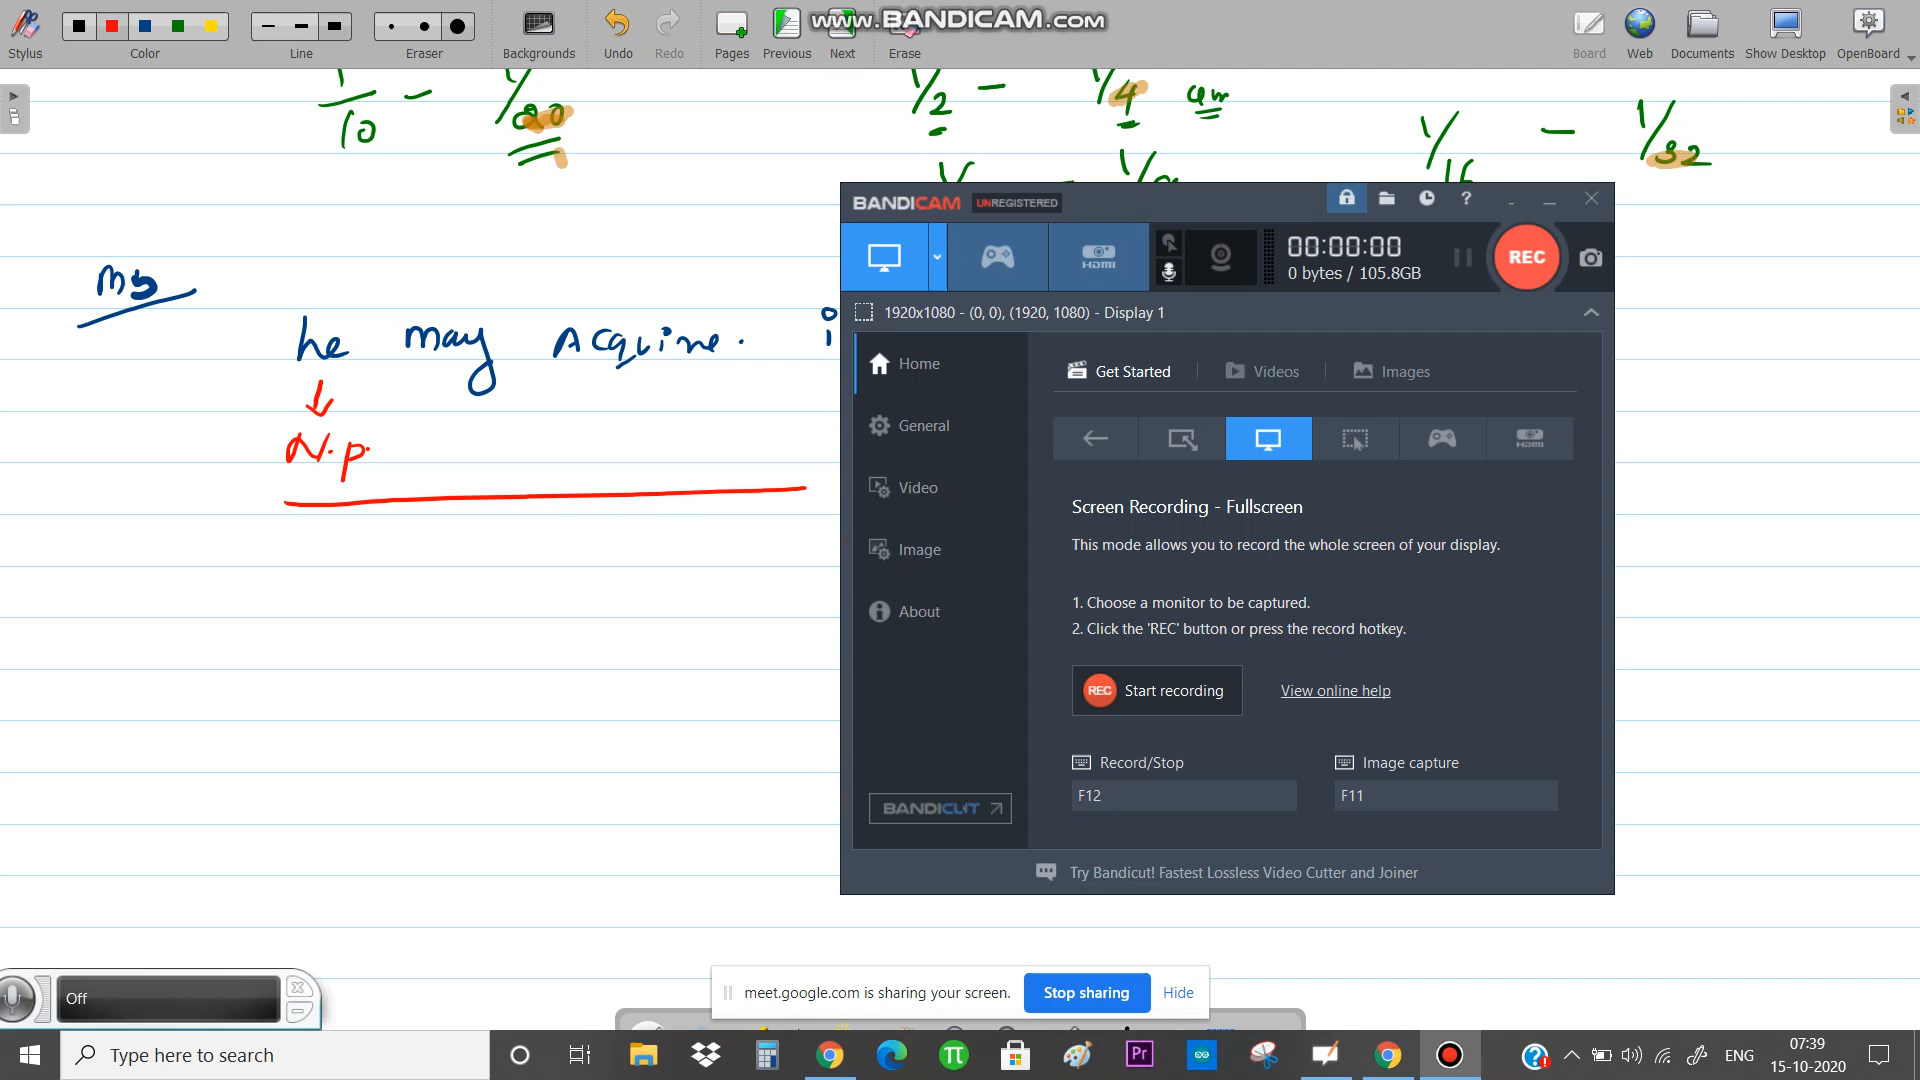 www.BANDICAM.com
Stylus Color Line Eraser Backgrounds Undo Redo Pages Previous Next Erase Board Web Documents Show Desktop OpenBoard
1/10 - 1/20 1/2 - 1/4 1/16 - 1/32
he may Acquire.
N.p.
BANDICAM UNREGISTERED
00:00:00
0 bytes / 105.8GB
REC
HDMI
1920x1080 - (0, 0), (1920, 1080) - Display 1
Home
General
Video
Image
About
BANDICUT
Get Started Videos Images
HDMI
Screen Recording - Fullscreen
This mode allows you to record the whole screen of your display.
1. Choose a monitor to be captured.
2. Click the 'REC' button or press the record hotkey.
REC Start recording View online help
Record/Stop Image capture
F12 F11
Try Bandicut! Fastest Lossless Video Cutter and Joiner
Off
meet.google.com is sharing your screen. Stop sharing Hide
Type here to search
Pr
ENG
07:39
15-10-2020